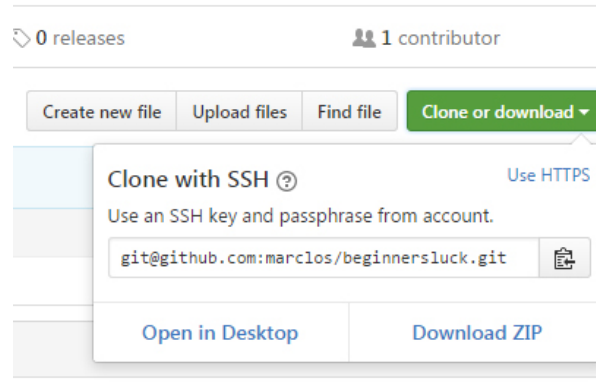 0 releases
1 contributor
Create new file
Upload files
Find file
Clone or download
Clone with SSH
Use HTTPS
Use an SSH key and passphrase from account.
git@github.com:marclos/beginnersluck.git
Open in Desktop
Download ZIP